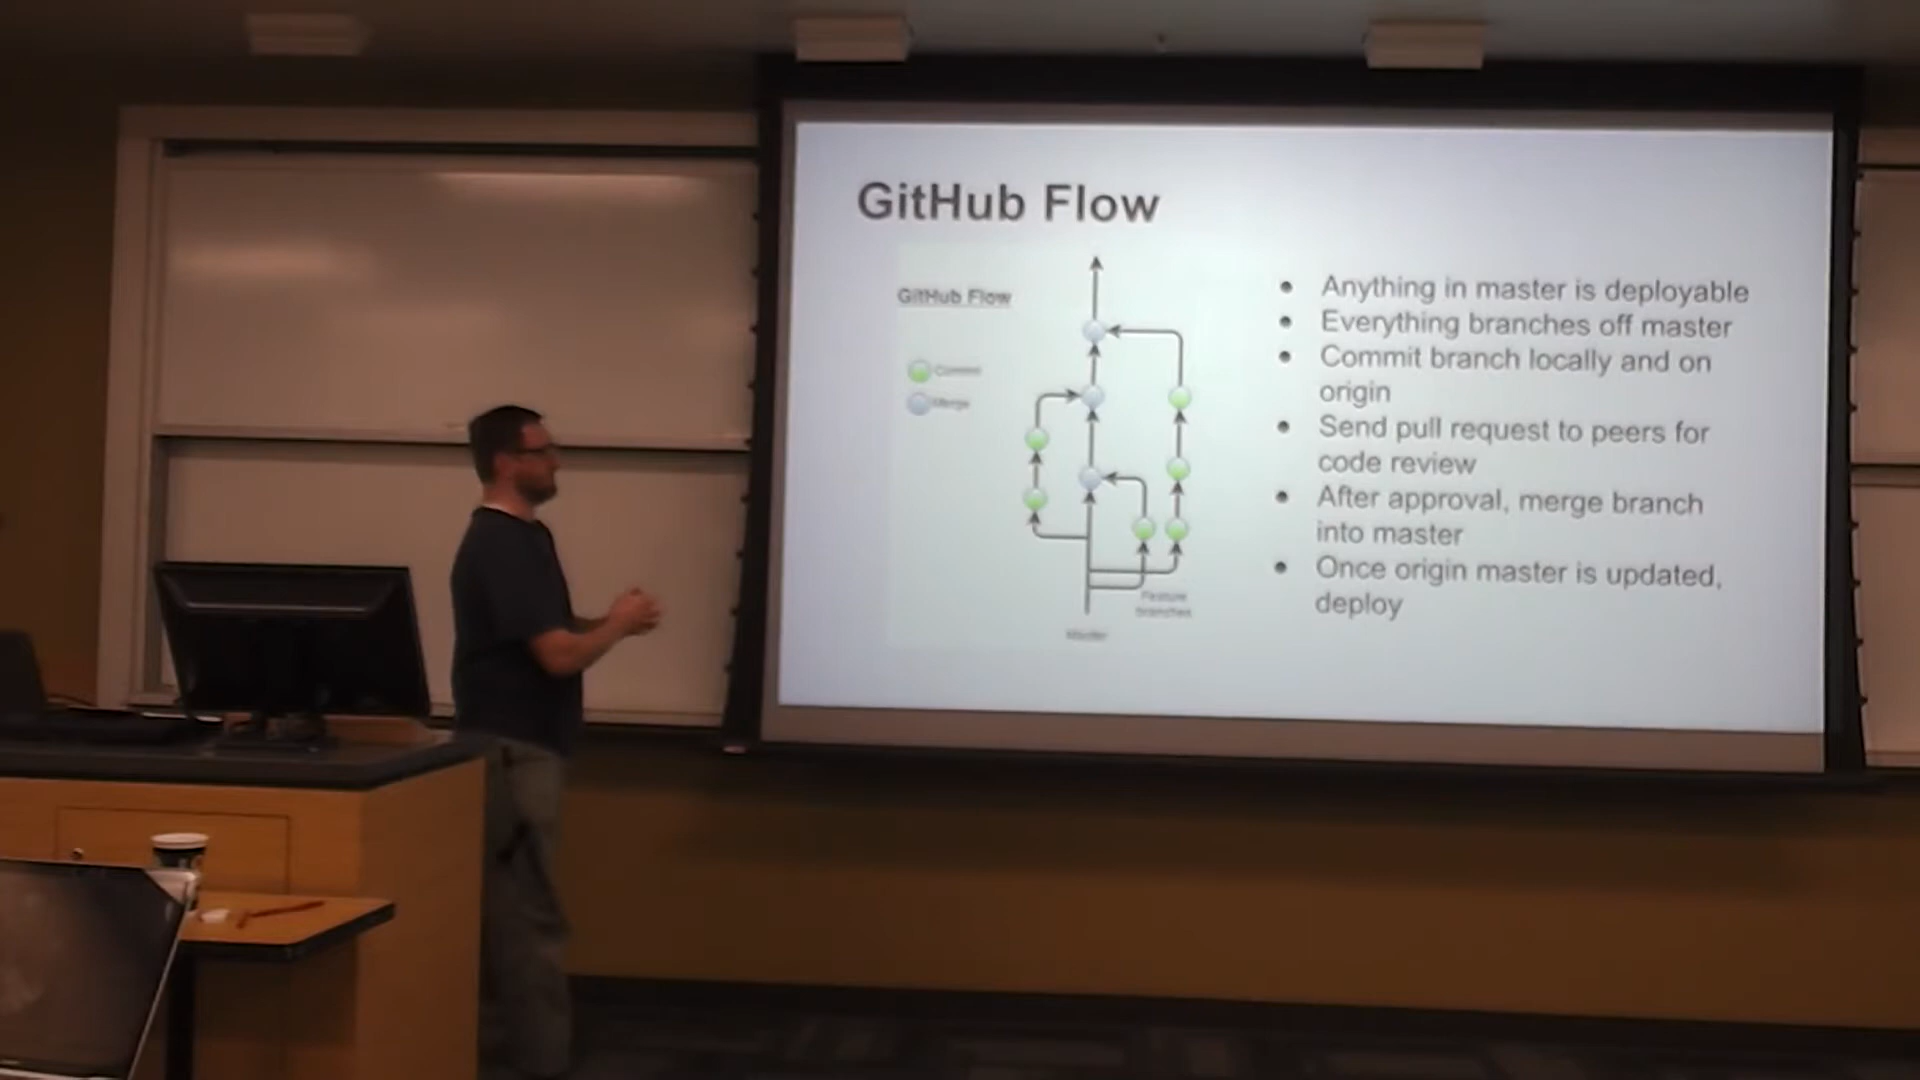 GitHub Flow
GitHub Flow
Commit
Merge
Anything in master is deployable
Everything branches off master
Commit branch locally and on
origin
Send pull request to peers for
code review
After approval, merge branch
into master
Once origin master is updated,
deploy
Feature
branches
Master